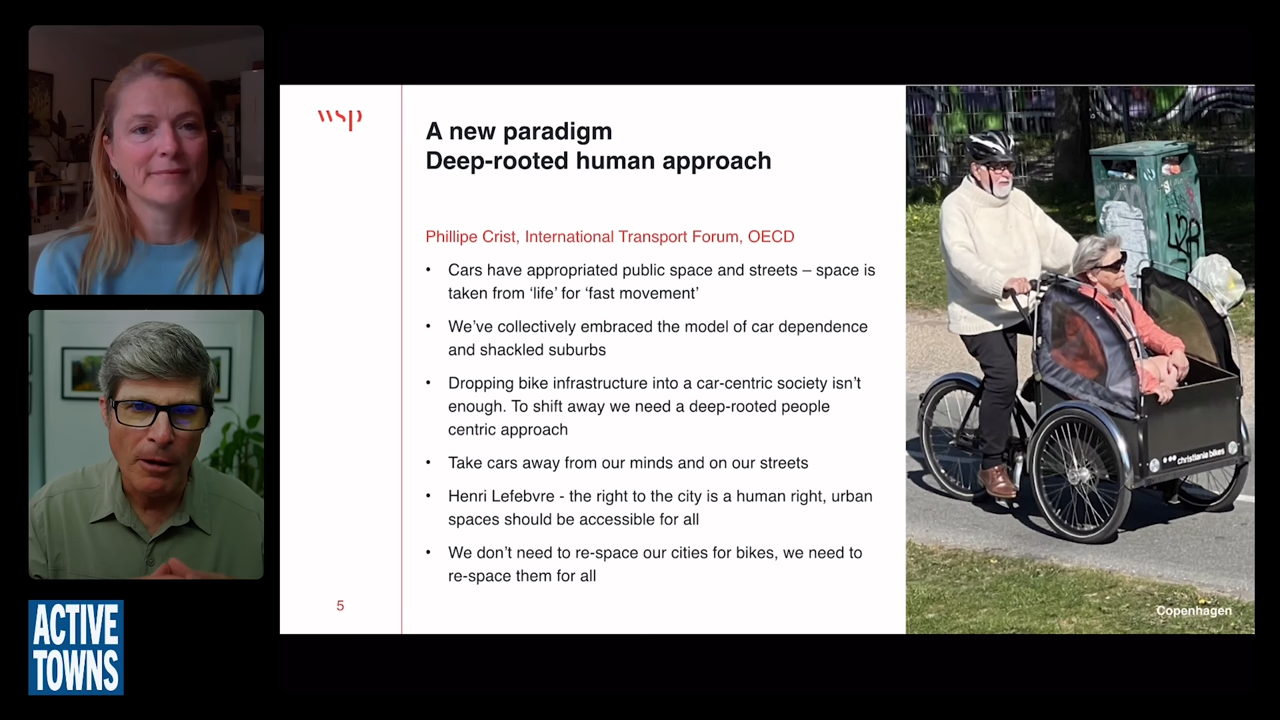 wsp
A new paradigm
Deep-rooted human approach
Phillipe Crist, International Transport Forum, OECD
• Cars have appropriated public space and streets – space is
taken from ‘life’ for ‘fast movement’
• We’ve collectively embraced the model of car dependence
and shackled suburbs
• Dropping bike infrastructure into a car-centric society isn’t
enough. To shift away we need a deep-rooted people
centric approach
• Take cars away from our minds and on our streets
• Henri Lefebvre - the right to the city is a human right, urban
spaces should be accessible for all
• We don’t need to re-space our cities for bikes, we need to
re-space them for all
5
christiania bikes
Copenhagen
ACTIVE
TOWNS